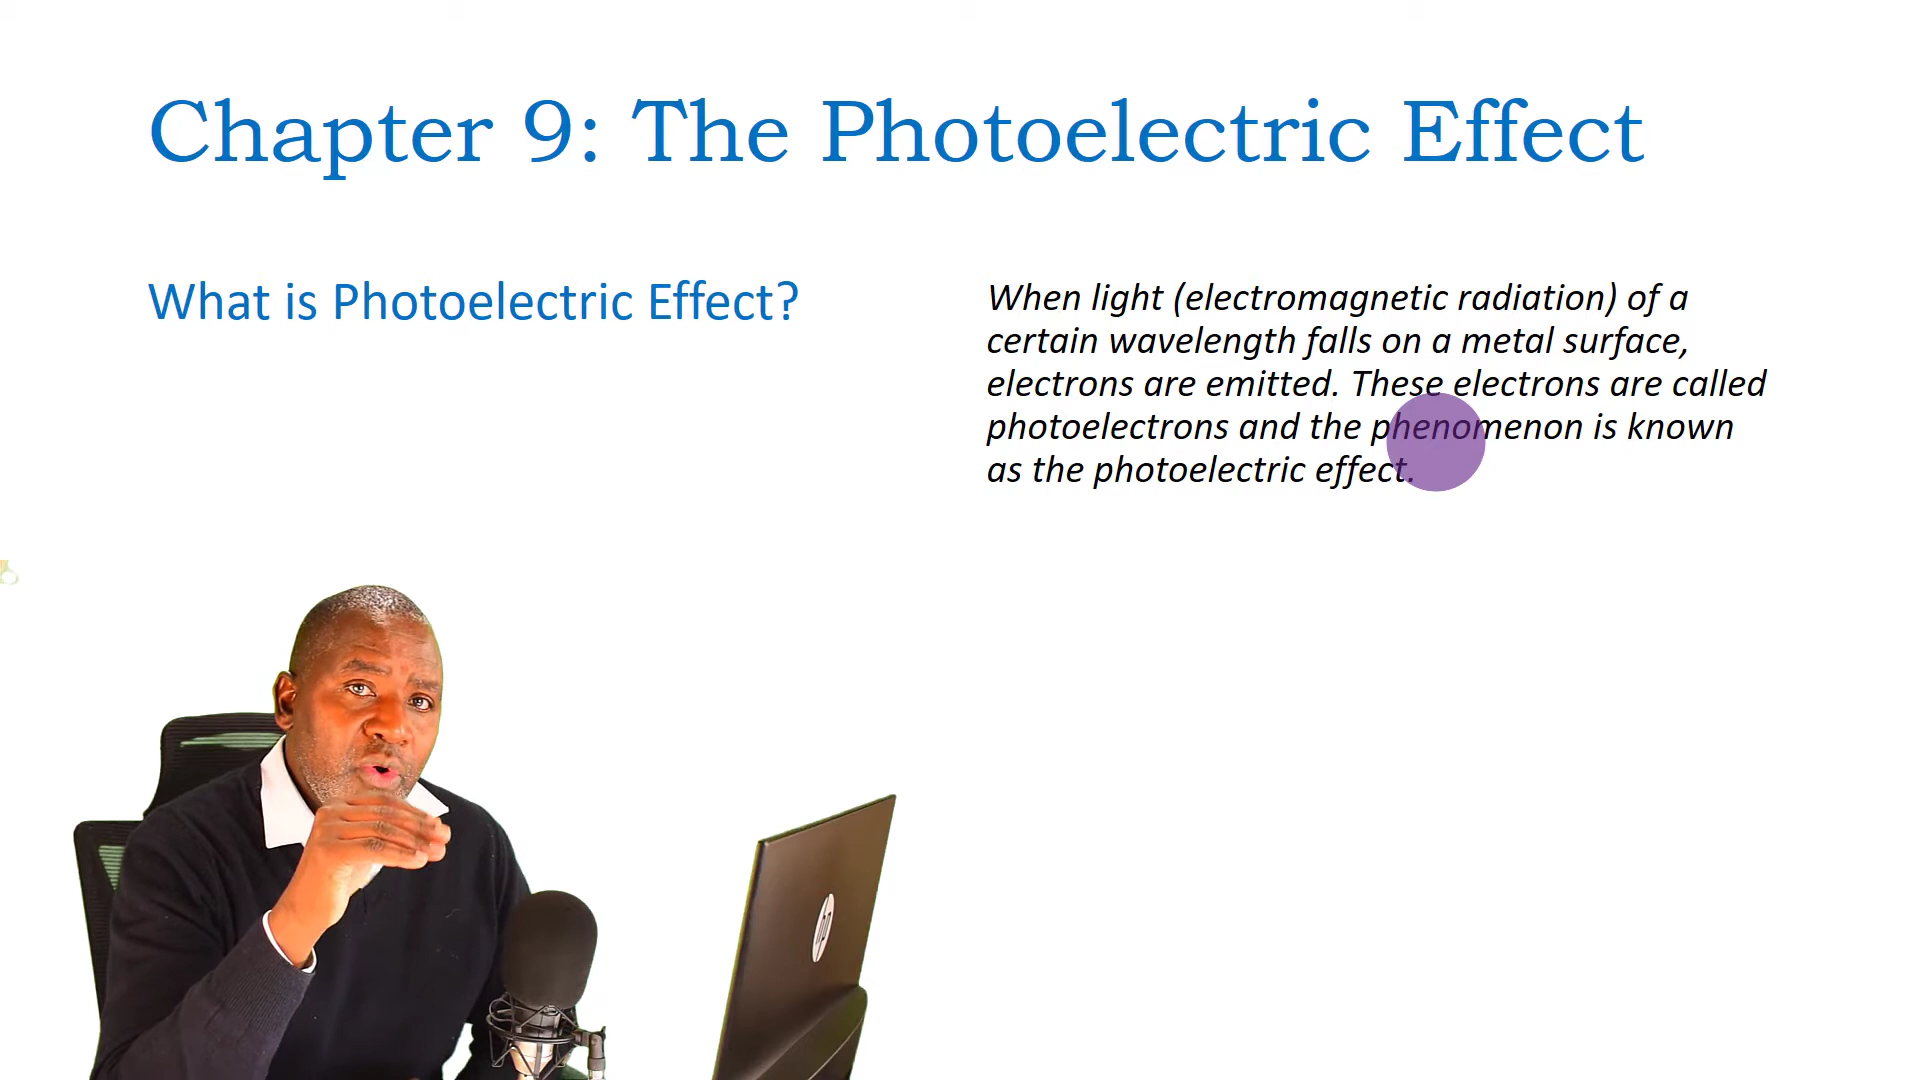 Chapter 9: The Photoelectric Effect
What is Photoelectric Effect?
When light (electromagnetic radiation) of a
certain wavelength falls on a metal surface,
electrons are emitted. These electrons are called
photoelectrons and the phenomenon is known
as the photoelectric effect.
hp